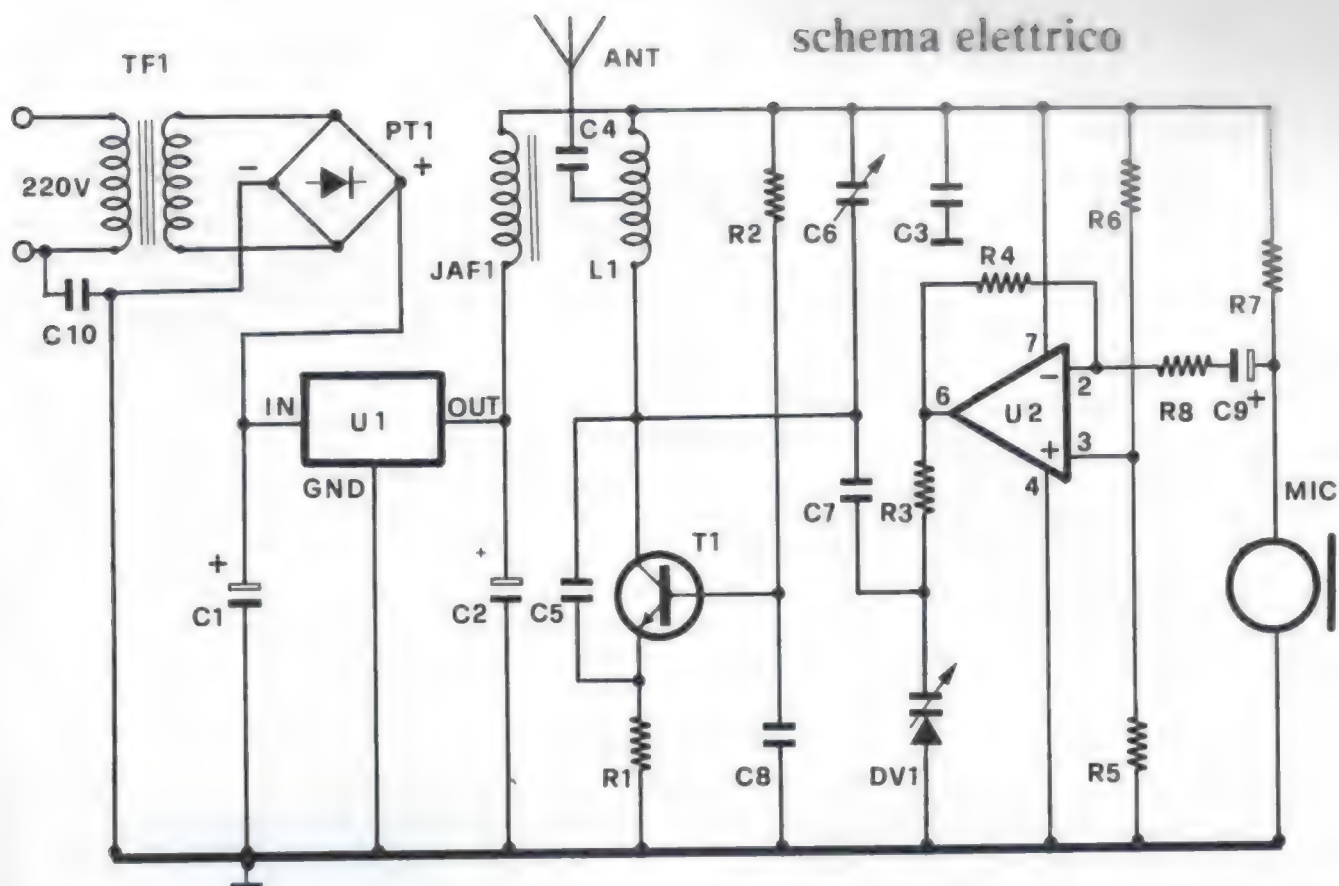 schema elettrico
TF1
ANT
PT1
C4
220V
−
+
JAF1
L1
R2
C6
C3
R6
R4
R7
C10
IN
U1
OUT
GND
7
−
2
6
U2
R8
C9
+
3
+
4
C7
R3
MIC
T1
+
C1
+
C2
C5
R1
C8
DV1
R5